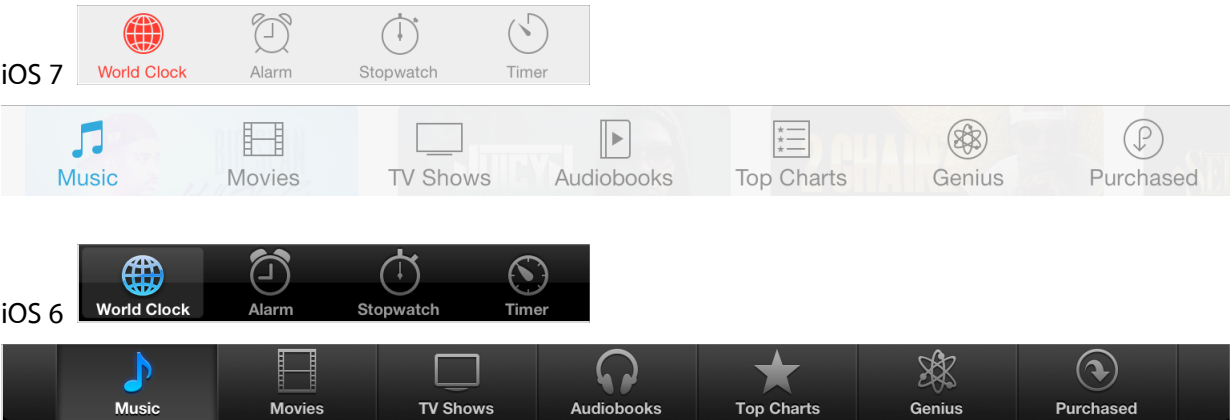 iOS 7
World Clock Alarm Stopwatch Timer
Music Movies TV Shows Audiobooks Top Charts Genius Purchased
iOS 6
World Clock Alarm Stopwatch Timer
Music Movies TV Shows Audiobooks Top Charts Genius Purchased